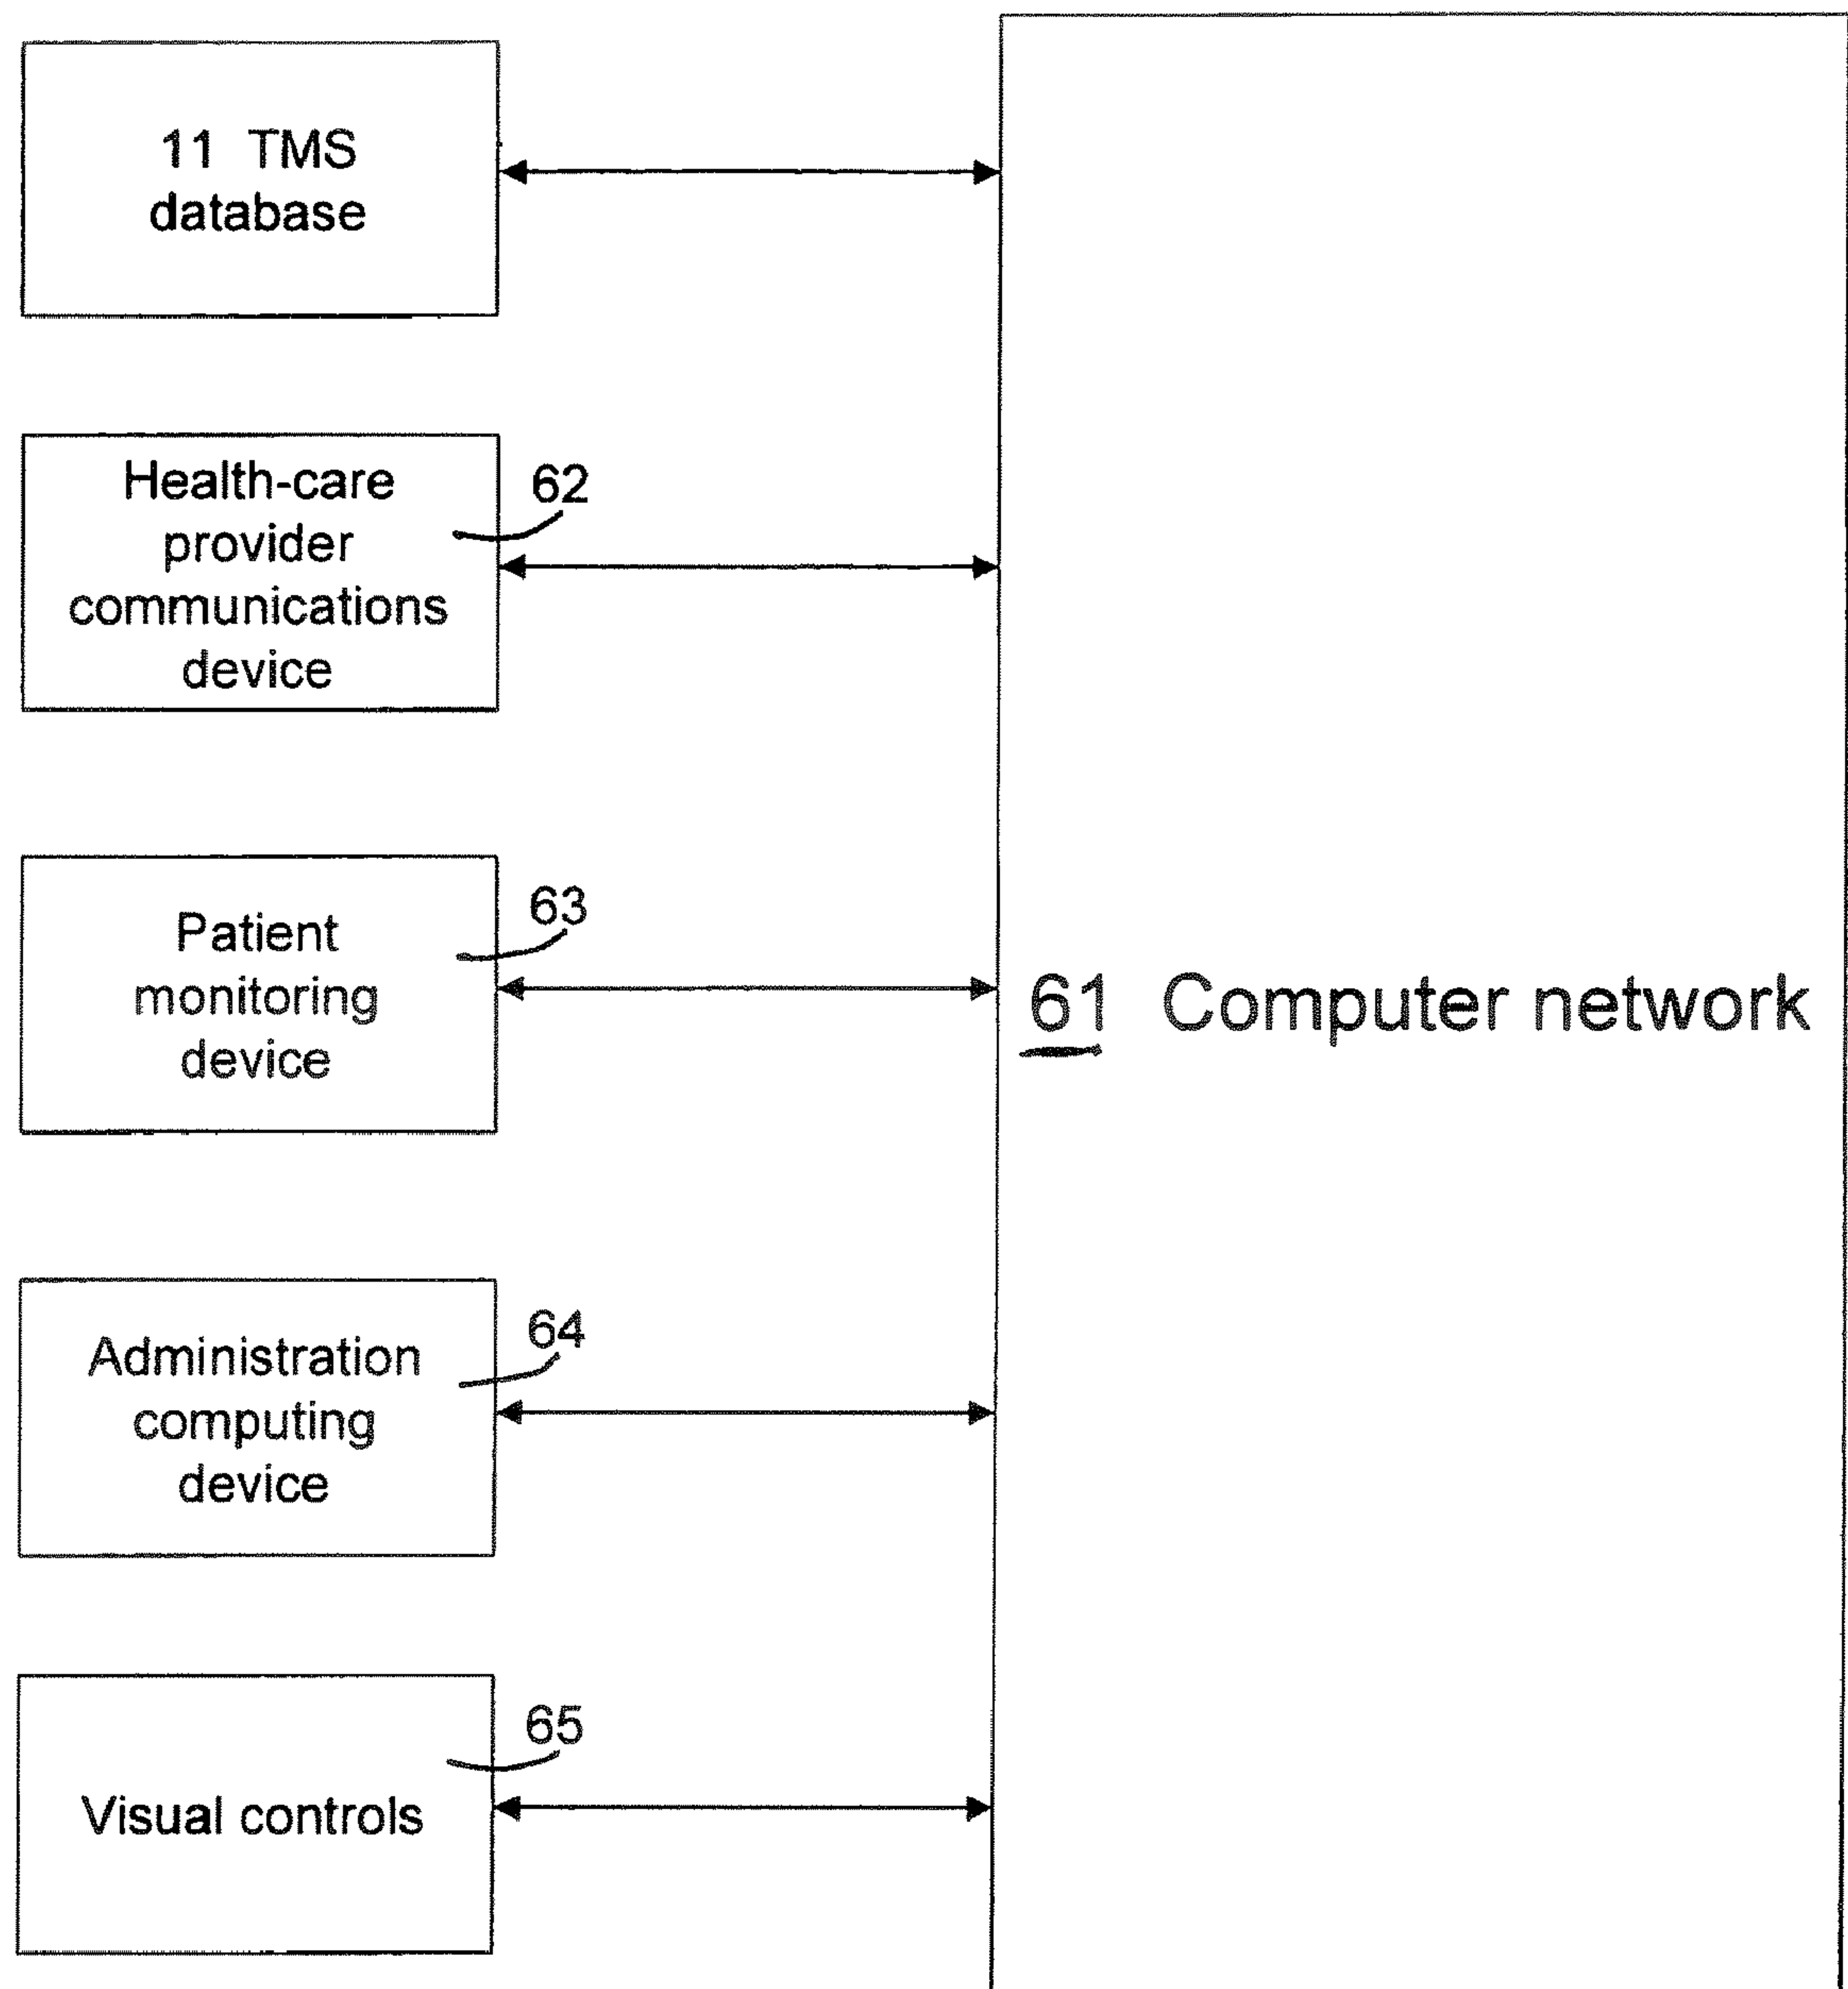 11 TMS
database
Health-care
provider
communications
device
62
Patient
monitoring
device
63
61 Computer network
Administration
computing
device
64
Visual controls
65